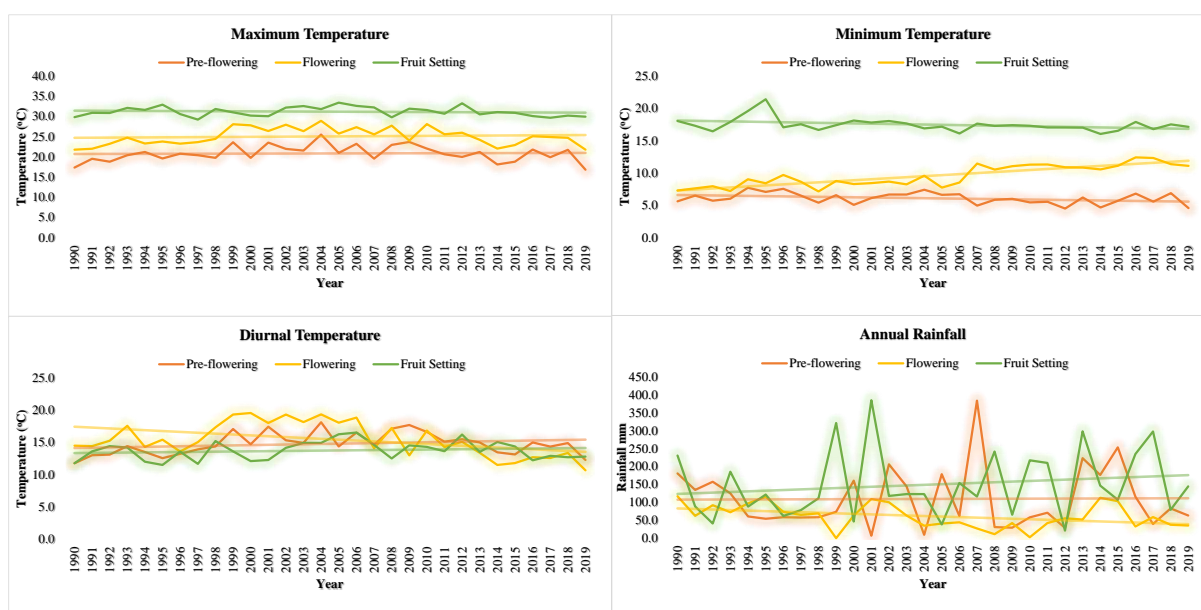 Maximum Temperature
Pre-flowering Flowering Fruit Setting
Temperature (°C)
40.0
35.0
30.0
25.0
20.0
15.0
10.0
5.0
0.0
1990 1991 1992 1993 1994 1995 1996 1997 1998 1999 2000 2001 2002 2003 2004 2005 2006 2007 2008 2009 2010 2011 2012 2013 2014 2015 2016 2017 2018 2019
Year
Minimum Temperature
Pre-flowering Flowering Fruit Setting
Temperature (°C)
25.0
20.0
15.0
10.0
5.0
0.0
1990 1991 1992 1993 1994 1995 1996 1997 1998 1999 2000 2001 2002 2003 2004 2005 2006 2007 2008 2009 2010 2011 2012 2013 2014 2015 2016 2017 2018 2019
Year
Diurnal Temperature
Pre-flowering Flowering Fruit Setting
Temperature (°C)
25.0
20.0
15.0
10.0
5.0
0.0
1990 1991 1992 1993 1994 1995 1996 1997 1998 1999 2000 2001 2002 2003 2004 2005 2006 2007 2008 2009 2010 2011 2012 2013 2014 2015 2016 2017 2018 2019
Year
Annual Rainfall
Pre-flowering Flowering Fruit Setting
Rainfall mm
450.0
400.0
350.0
300.0
250.0
200.0
150.0
100.0
50.0
0.0
1990 1991 1992 1993 1994 1995 1996 1997 1998 1999 2000 2001 2002 2003 2004 2005 2006 2007 2008 2009 2010 2011 2012 2013 2014 2015 2016 2017 2018 2019
Year